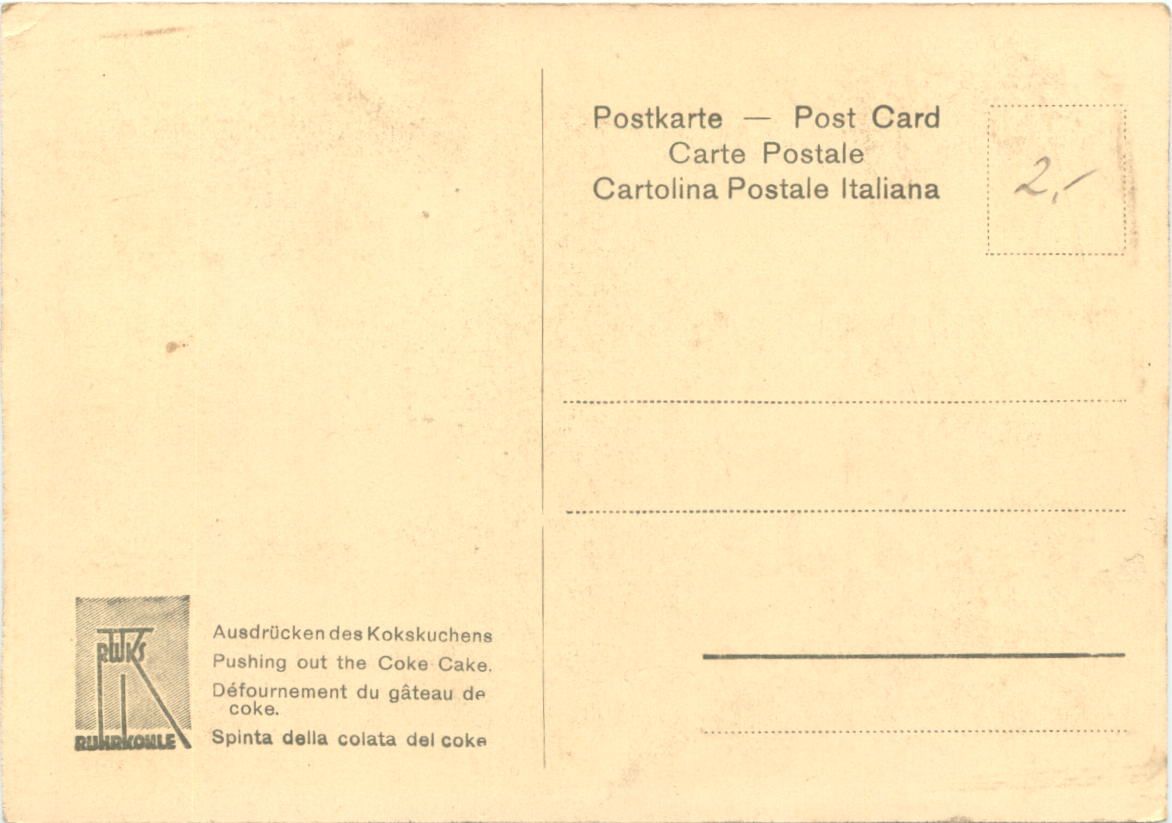 Postkarte — Post Card
Carte Postale
Cartolina Postale Italiana
2,-
RWKS
RUHRKOHLE
Ausdrücken des Kokskuchens
Pushing out the Coke Cake.
Défournement du gâteau de
coke.
Spinta della colata del coke